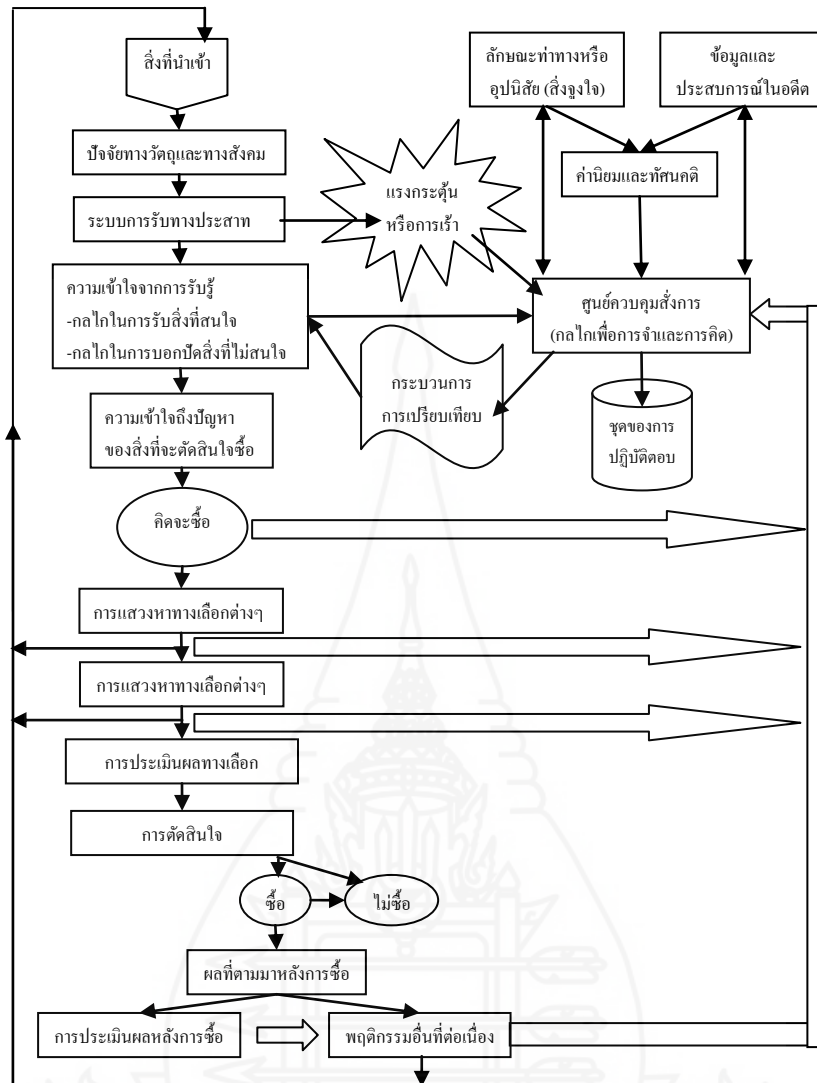 สิ่งที่นำเข้า
ลักษณะท่าทางหรือ
อุปนิสัย (สิ่งจูงใจ)
ข้อมูลและ
ประสบการณ์ในอดีต
ปัจจัยทางวัตถุและทางสังคม
แรงกระตุ้น
หรือการเร้า
ค่านิยมและทัศนคติ
ระบบการรับทางประสาท
ความเข้าใจจากการรับรู้
-กลไกในการรับสิ่งที่สนใจ
-กลไกในการบอกปัดสิ่งที่ไม่สนใจ
ศูนย์ควบคุมสั่งการ
(กลไกเพื่อการจำและการคิด)
กระบวนการ
การเปรียบเทียบ
ชุดของการ
ปฏิบัติตอบ
ความเข้าใจถึงปัญหา
ของสิ่งที่จะตัดสินใจซื้อ
คิดจะซื้อ
การแสวงหาทางเลือกต่างๆ
การแสวงหาทางเลือกต่างๆ
การประเมินผลทางเลือก
การตัดสินใจ
ซื้อ
ไม่ซื้อ
ผลที่ตามมาหลังการซื้อ
การประเมินผลหลังการซื้อ
พฤติกรรมอื่นที่ต่อเนื่อง